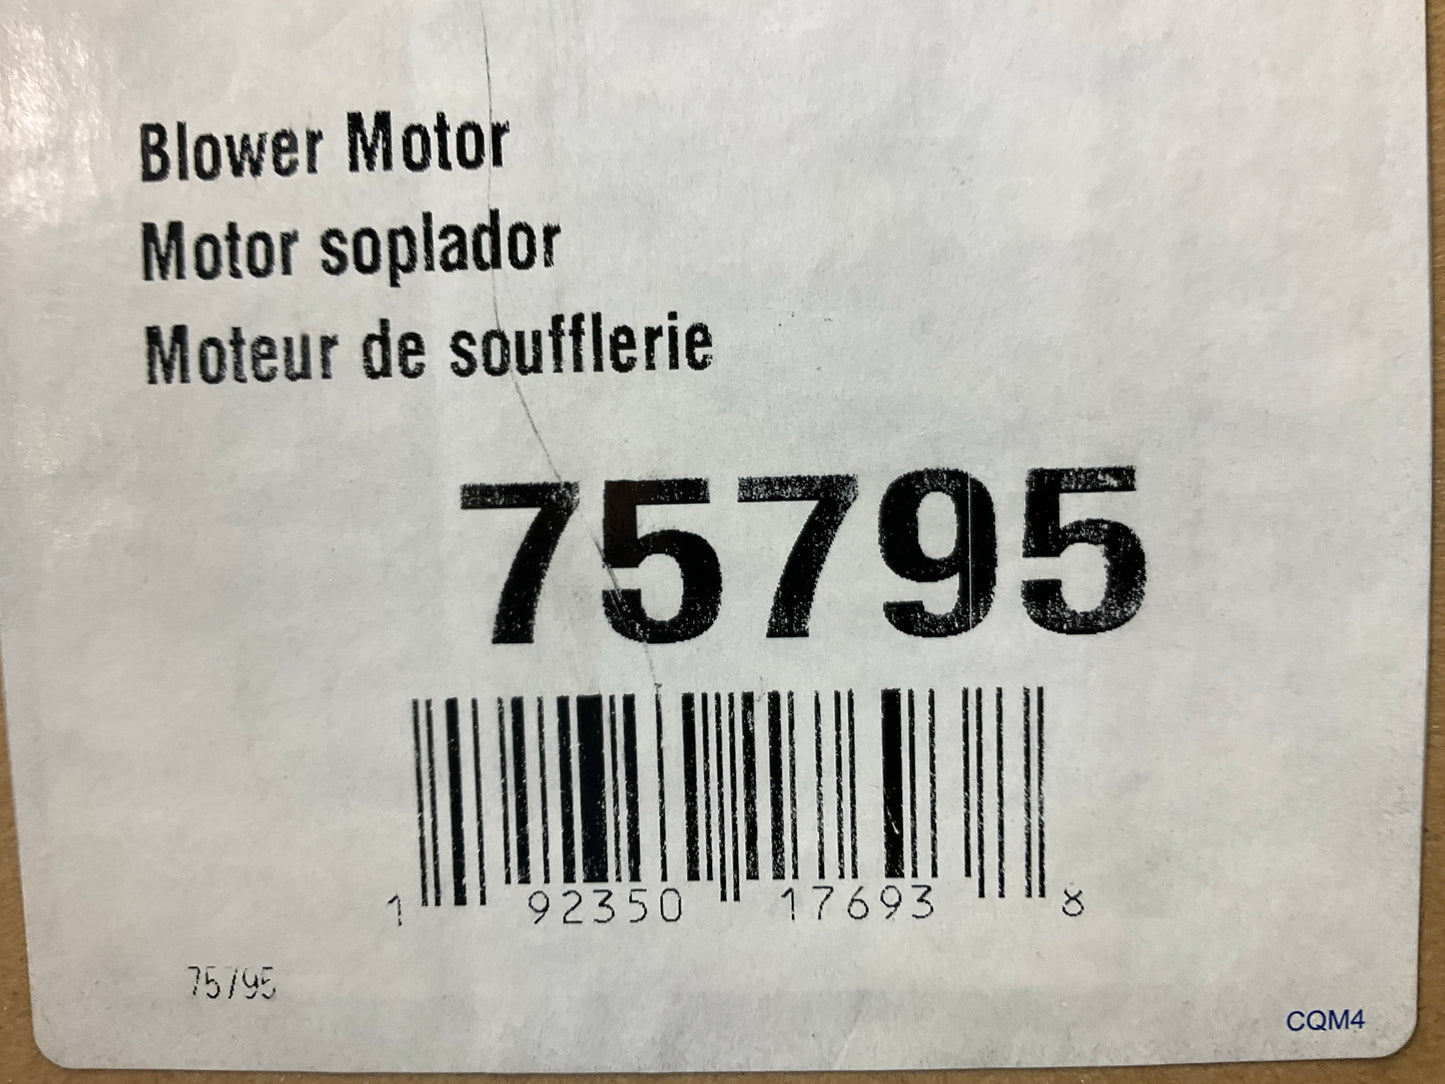 Blower Motor
Motor soplador
Moteur de soufflerie
75795
1 92350 17693 8
75795
CQM4